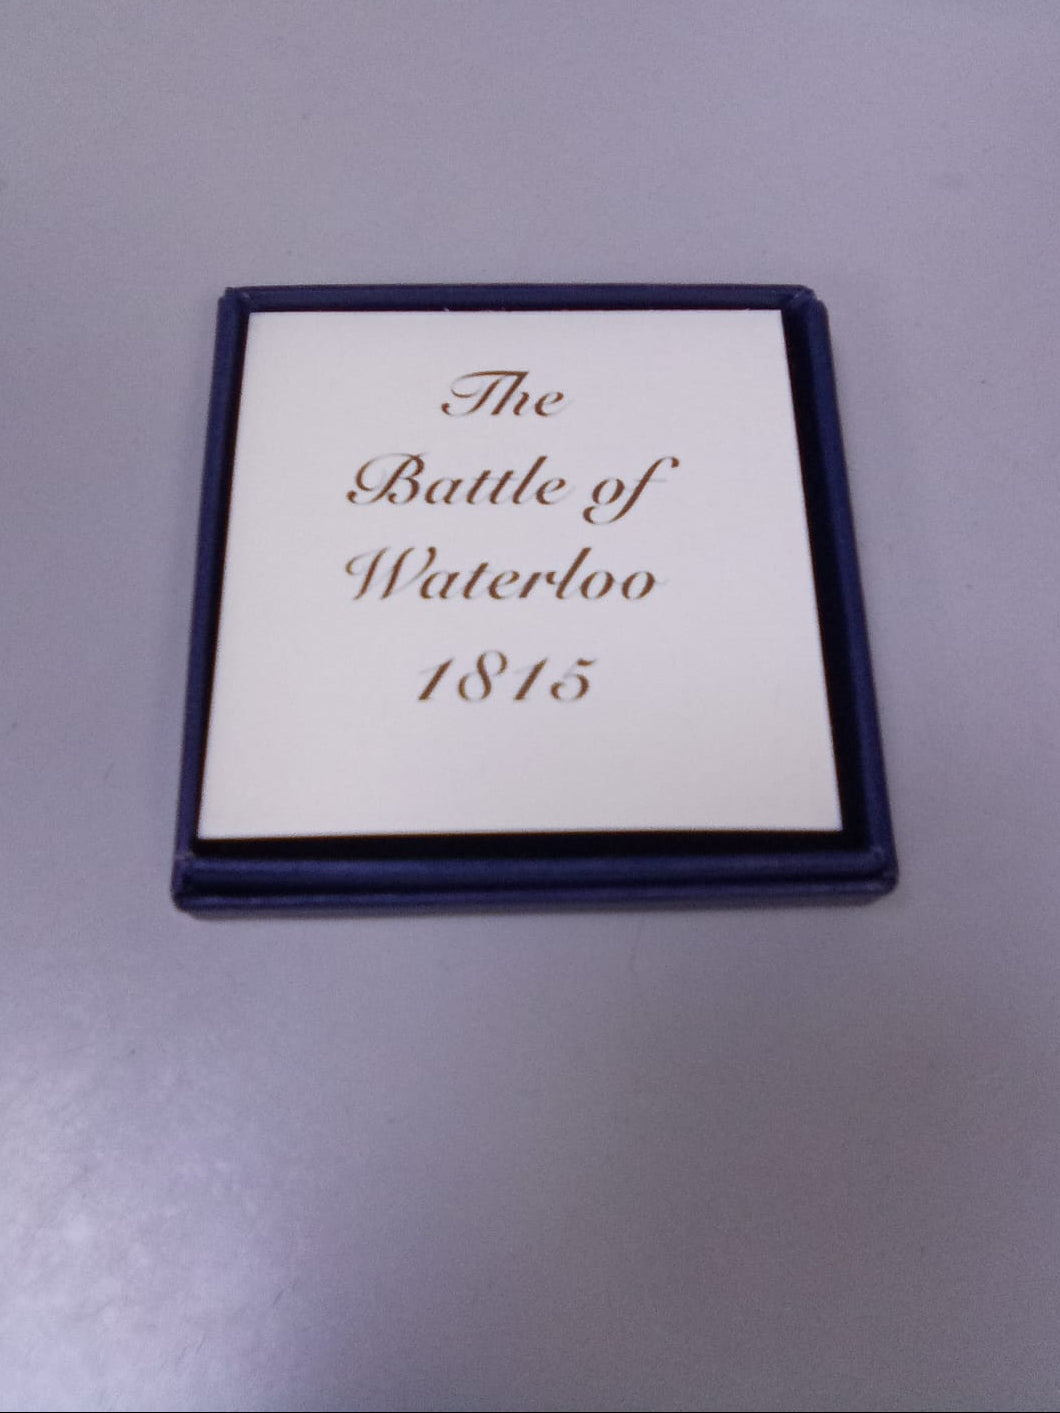 The
Battle of
Waterloo
1815